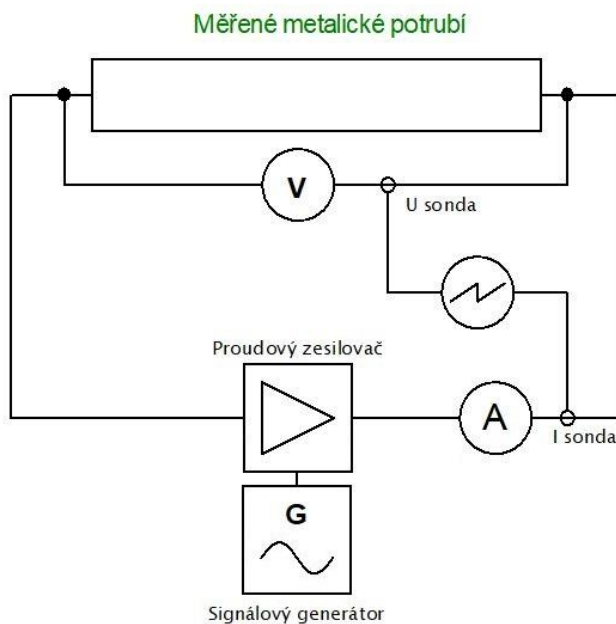 Měřené metalické potrubí
V
U sonda
Proudový zesilovač
A
I sonda
G
Signálový generátor